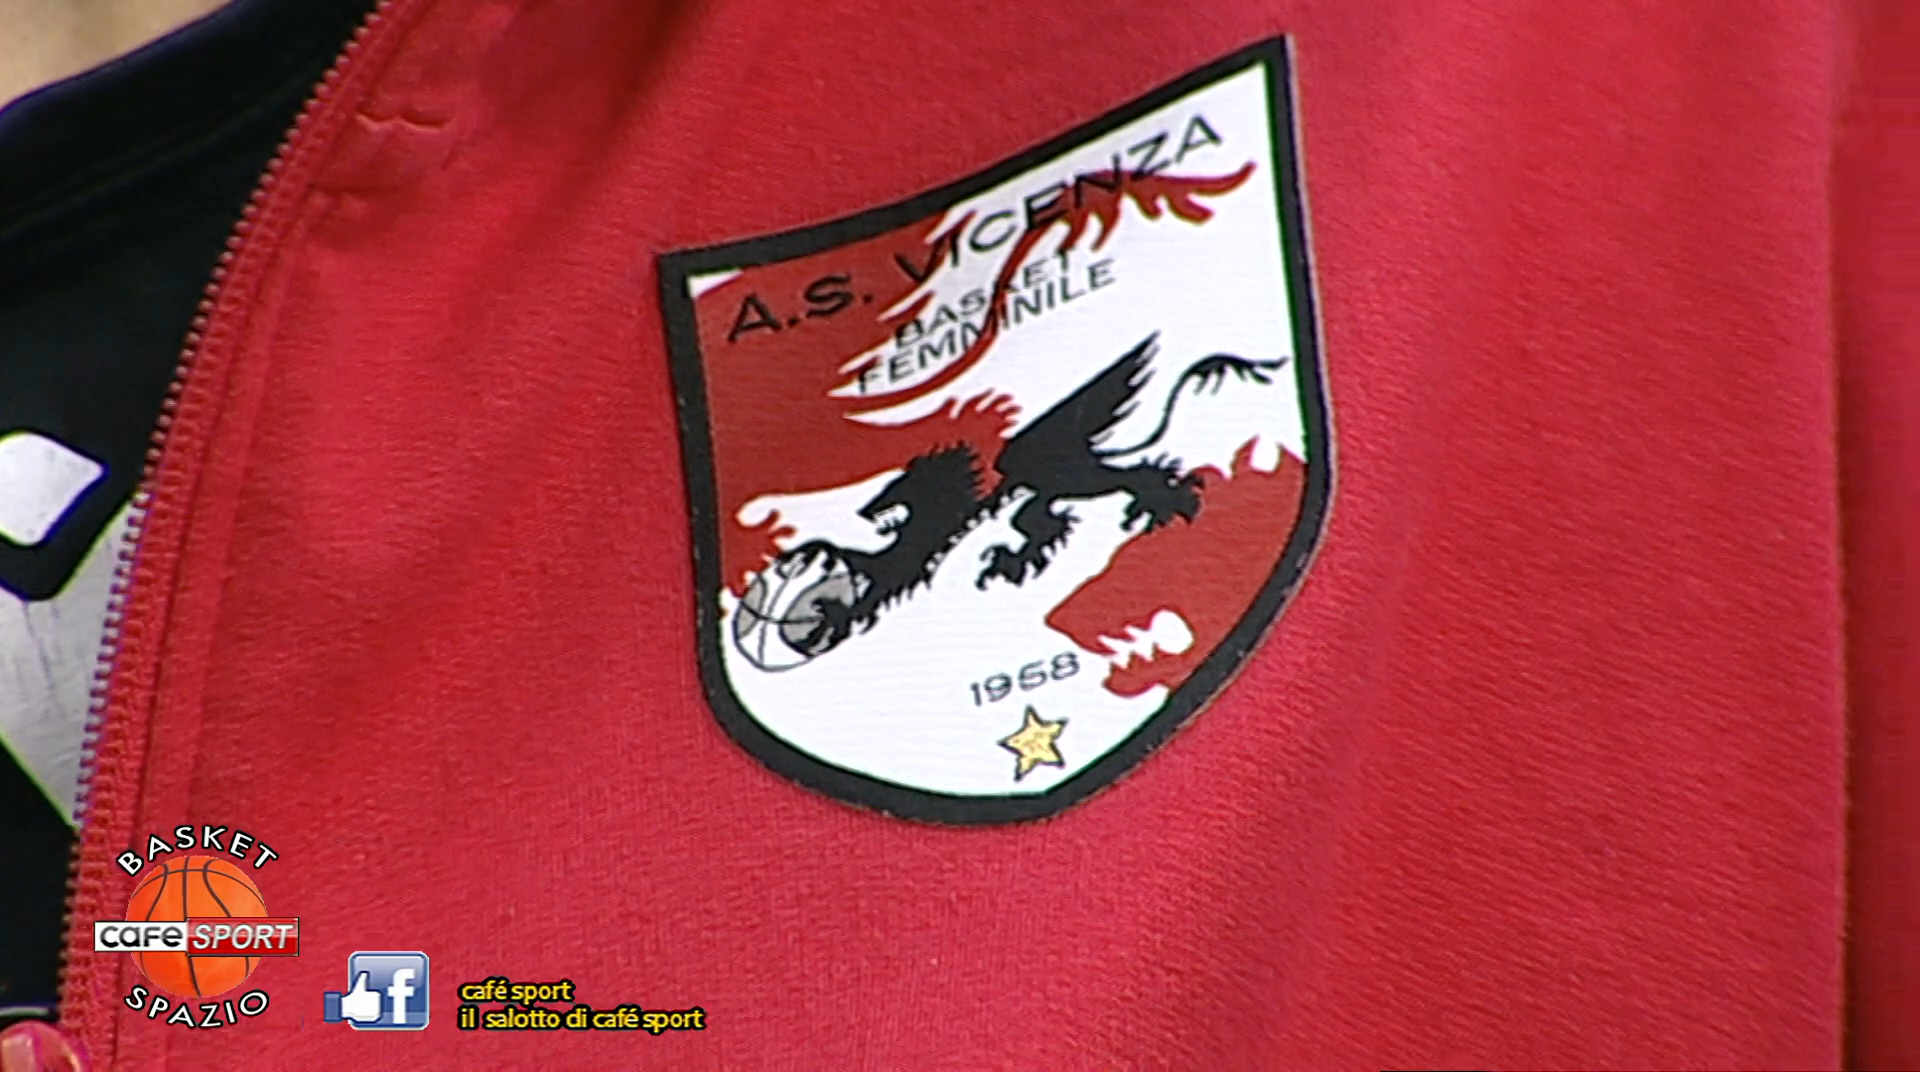 A.S. VICENZA
BASKET
FEMMINILE
1958
BASKET
cafe SPORT
SPAZIO
f
café sport
il salotto di café sport